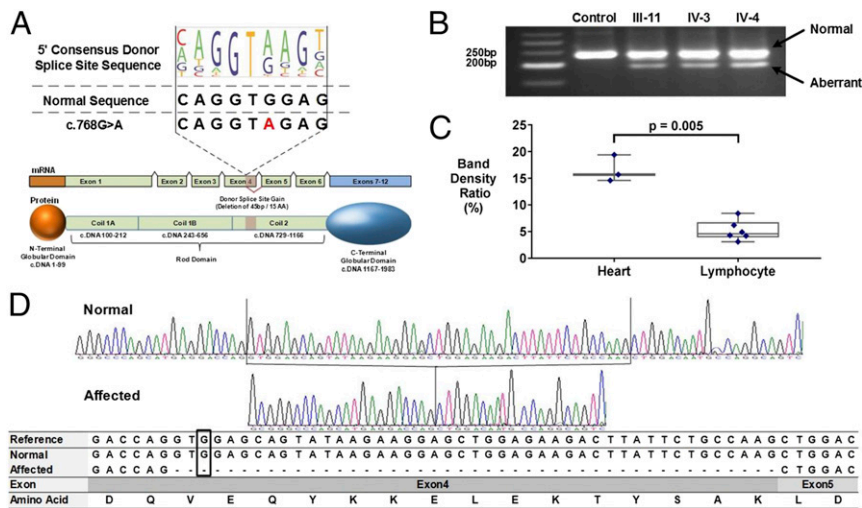 A
5' Consensus Donor
Splice Site Sequence
Normal Sequence C A G G T G G A G
c.768G>A C A G G T A G A G
mRNA
Exon 1 Exon 2 Exon 3 Exon 4 Exon 5 Exon 6 Exons 7-12
Donor Splice Site Gain
(Deletion of 45bp / 15 AA)
Protein
Coil 1A Coil 1B Coil 2
c.DNA 100-212 c.DNA 243-656 c.DNA 729-1166
N-Terminal
Globular Domain
c.DNA 1-99
Rod Domain
C-Terminal
Globular Domain
c.DNA 1167-1983
B
Control III-11 IV-3 IV-4
250bp
200bp
Normal
Aberrant
C
p = 0.005
Band
Density
Ratio
(%)
25
20
15
10
5
0
Heart Lymphocyte
D
Normal
Affected
Reference G A C C A G G T G G A G C A G T A T A A G A A G G A G C T G G A G A A G A C T T A T T C T G C C A A G C T G G A C
Normal G A C C A G G T G G A G C A G T A T A A G A A G G A G C T G G A G A A G A C T T A T T C T G C C A A G C T G G A C
Affected G A C C A G - - - - - - - - - - - - - - - - - - - - - - - - - - - - - - - - - - - - - - - - - - - - - C T G G A C
Exon Exon4 Exon5
Amino Acid D Q V E Q Y K K E L E K T Y S A K L D